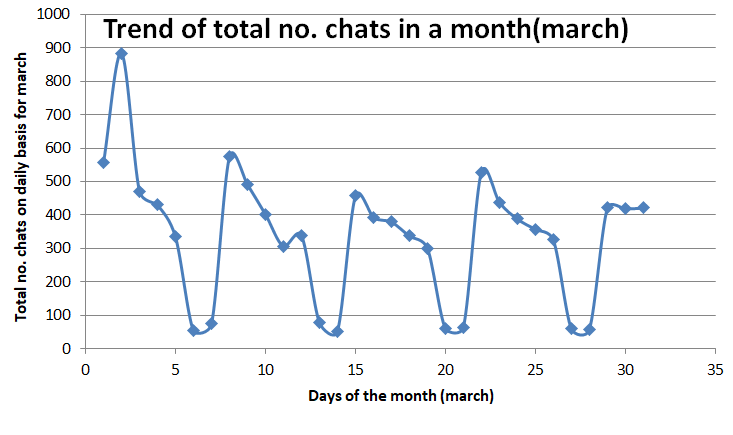 Trend of total no. chats in a month(march)
Total no. chats on daily basis for march
1000
900
800
700
600
500
400
300
200
100
0
0 5 10 15 20 25 30 35
Days of the month (march)